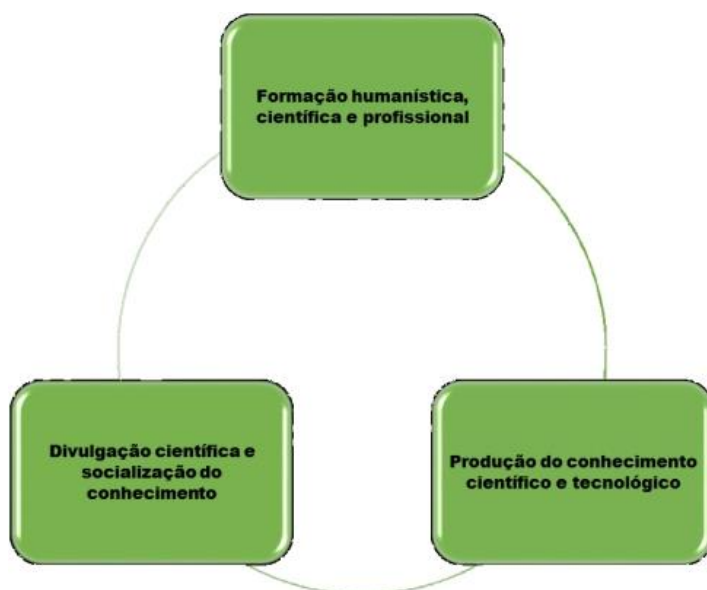 Formação humanística,
científica e profissional
Divulgação científica e
socialização do
conhecimento
Produção do conhecimento
científico e tecnológico